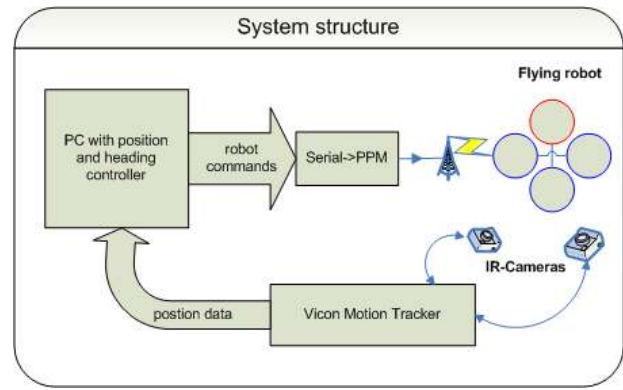 System structure
Flying robot
PC with position
and heading
controller
robot
commands
Serial->PPM
IR-Cameras
postion data
Vicon Motion Tracker